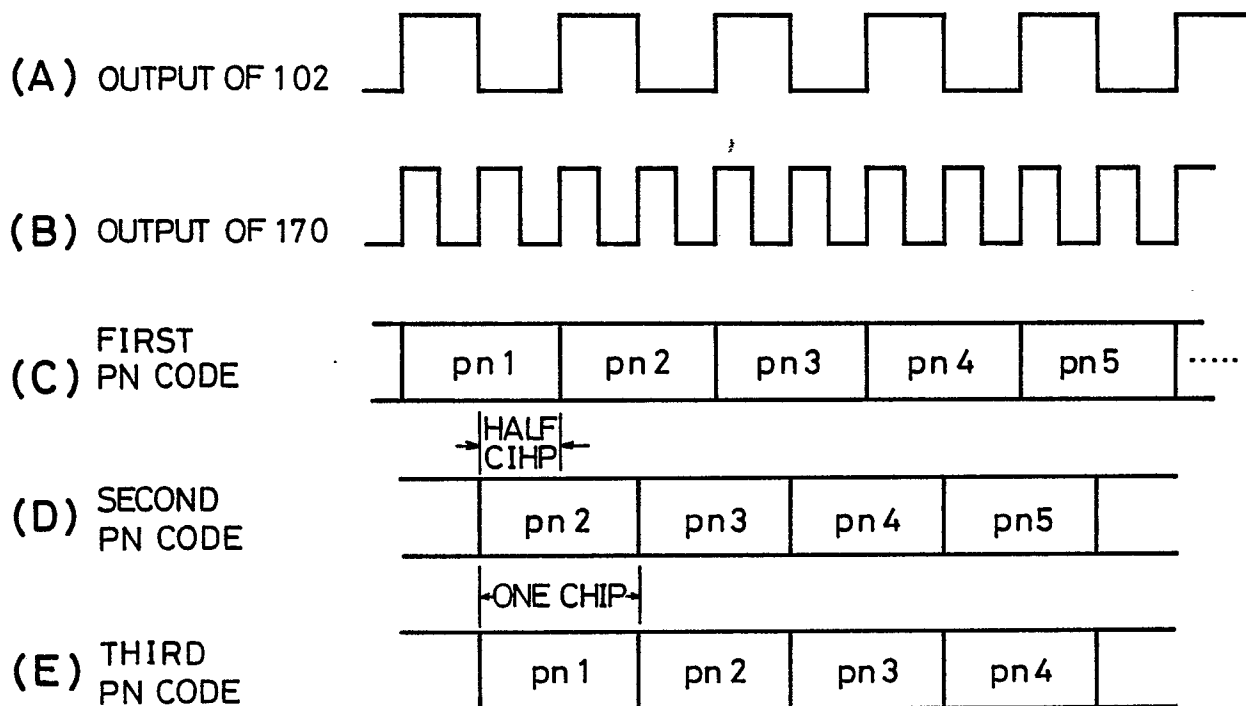 (A) OUTPUT OF 102
(B) OUTPUT OF 170
(C) FIRST
PN CODE
pn1 pn2 pn3 pn4 pn5 .....
HALF
CIHP
(D) SECOND
PN CODE
pn2 pn3 pn4 pn5
ONE CHIP
(E) THIRD
PN CODE
pn1 pn2 pn3 pn4